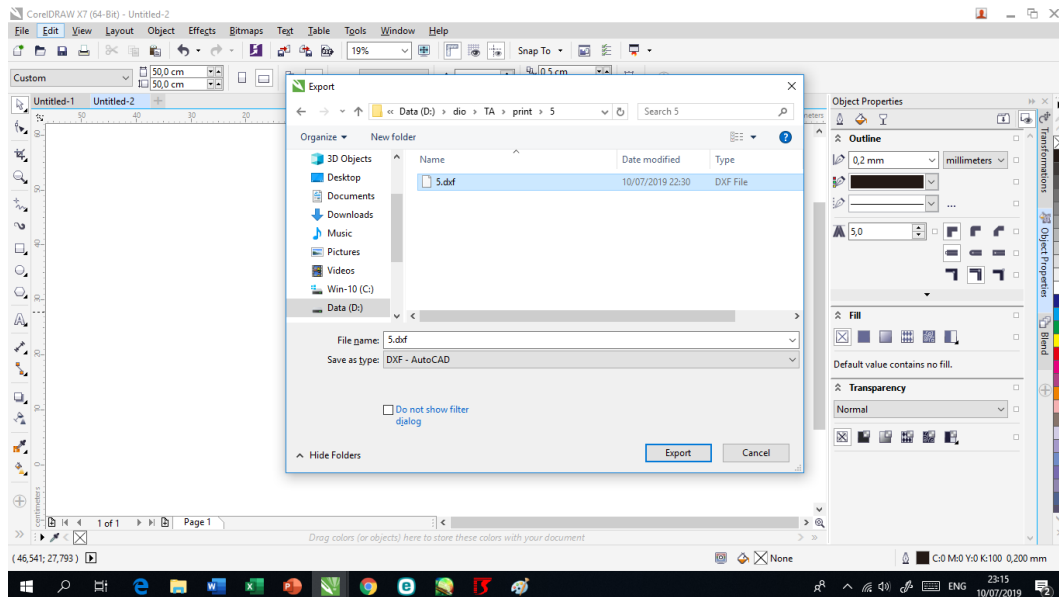 CorelDRAW X7 (64-Bit) - Untitled-2
File Edit View Layout Object Effects Bitmaps Text Table Tools Window Help
19% Snap To
Custom 50,0 cm 50,0 cm 0,5 cm
Untitled-1 Untitled-2
50 40 30 20
Export
« Data (D:) › dio › TA › print › 5 Search 5
Organize New folder
Name Date modified Type
5.dxf 10/07/2019 22:30 DXF File
3D Objects
Desktop
Documents
Downloads
Music
Pictures
Videos
Win-10 (C:)
Data (D:)
File name: 5.dxf
Save as type: DXF - AutoCAD
Do not show filter
dialog
Hide Folders Export Cancel
Object Properties
Outline
0,2 mm millimeters
...
5,0
Fill
Default value contains no fill.
Transparency
Normal
Transformations
Object Properties
Blend
centimeters
1 of 1 Page 1
Drag colors (or objects) here to store these colors with your document
( 46,541; 27,793 ) None C:0 M:0 Y:0 K:100 0,200 mm
ENG 23:15
10/07/2019